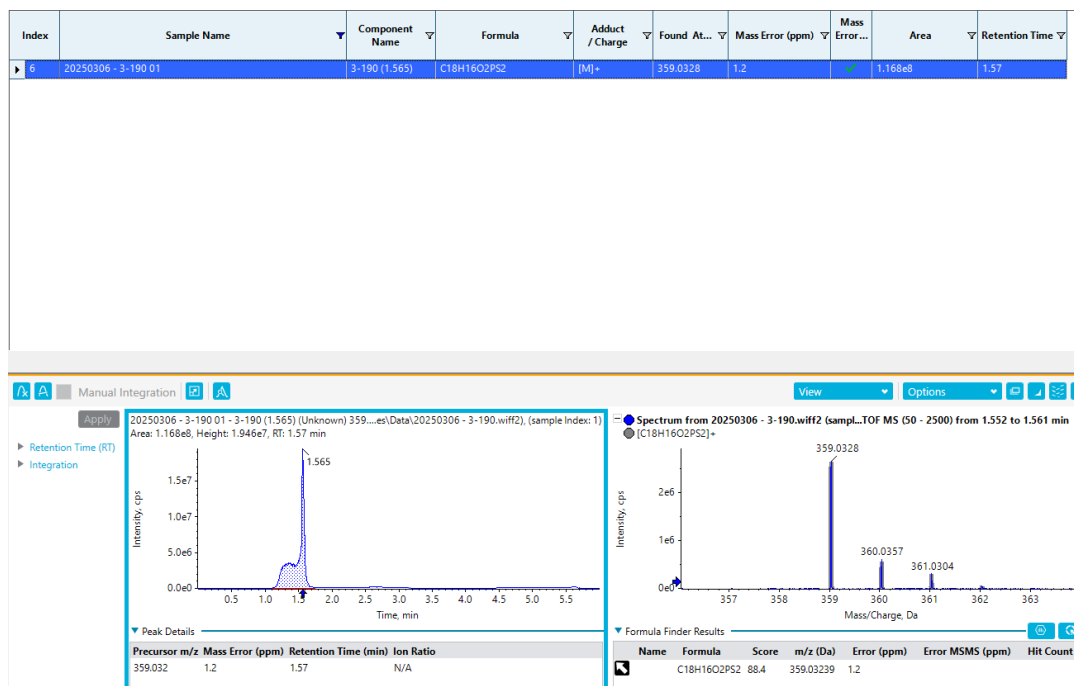 Index Sample Name Component Name Formula Adduct / Charge Found At... Mass Error (ppm) Mass Error... Area Retention Time
6 20250306 - 3-190 01 3-190 (1.565) C18H16O2PS2 [M]+ 359.0328 1.2 1.168e8 1.57
Manual Integration View Options
Apply
Retention Time (RT)
Integration
20250306 - 3-190 01 - 3-190 (1.565) (Unknown) 359....es\Data\20250306 - 3-190.wiff2), (sample Index: 1)
Area: 1.168e8, Height: 1.946e7, RT: 1.57 min
1.565
Intensity, cps
1.5e7
1.0e7
5.0e6
0.0e0
0.5 1.0 1.5 2.0 2.5 3.0 3.5 4.0 4.5 5.0 5.5
Time, min
Spectrum from 20250306 - 3-190.wiff2 (sampl...TOF MS (50 - 2500) from 1.552 to 1.561 min
[C18H16O2PS2]+
359.0328
Intensity, cps
2e6
1e6
0e0
360.0357
361.0304
357 358 359 360 361 362 363
Mass/Charge, Da
Peak Details
Precursor m/z Mass Error (ppm) Retention Time (min) Ion Ratio
359.032 1.2 1.57 N/A
Formula Finder Results
Name Formula Score m/z (Da) Error (ppm) Error MSMS (ppm) Hit Count
C18H16O2PS2 88.4 359.03239 1.2